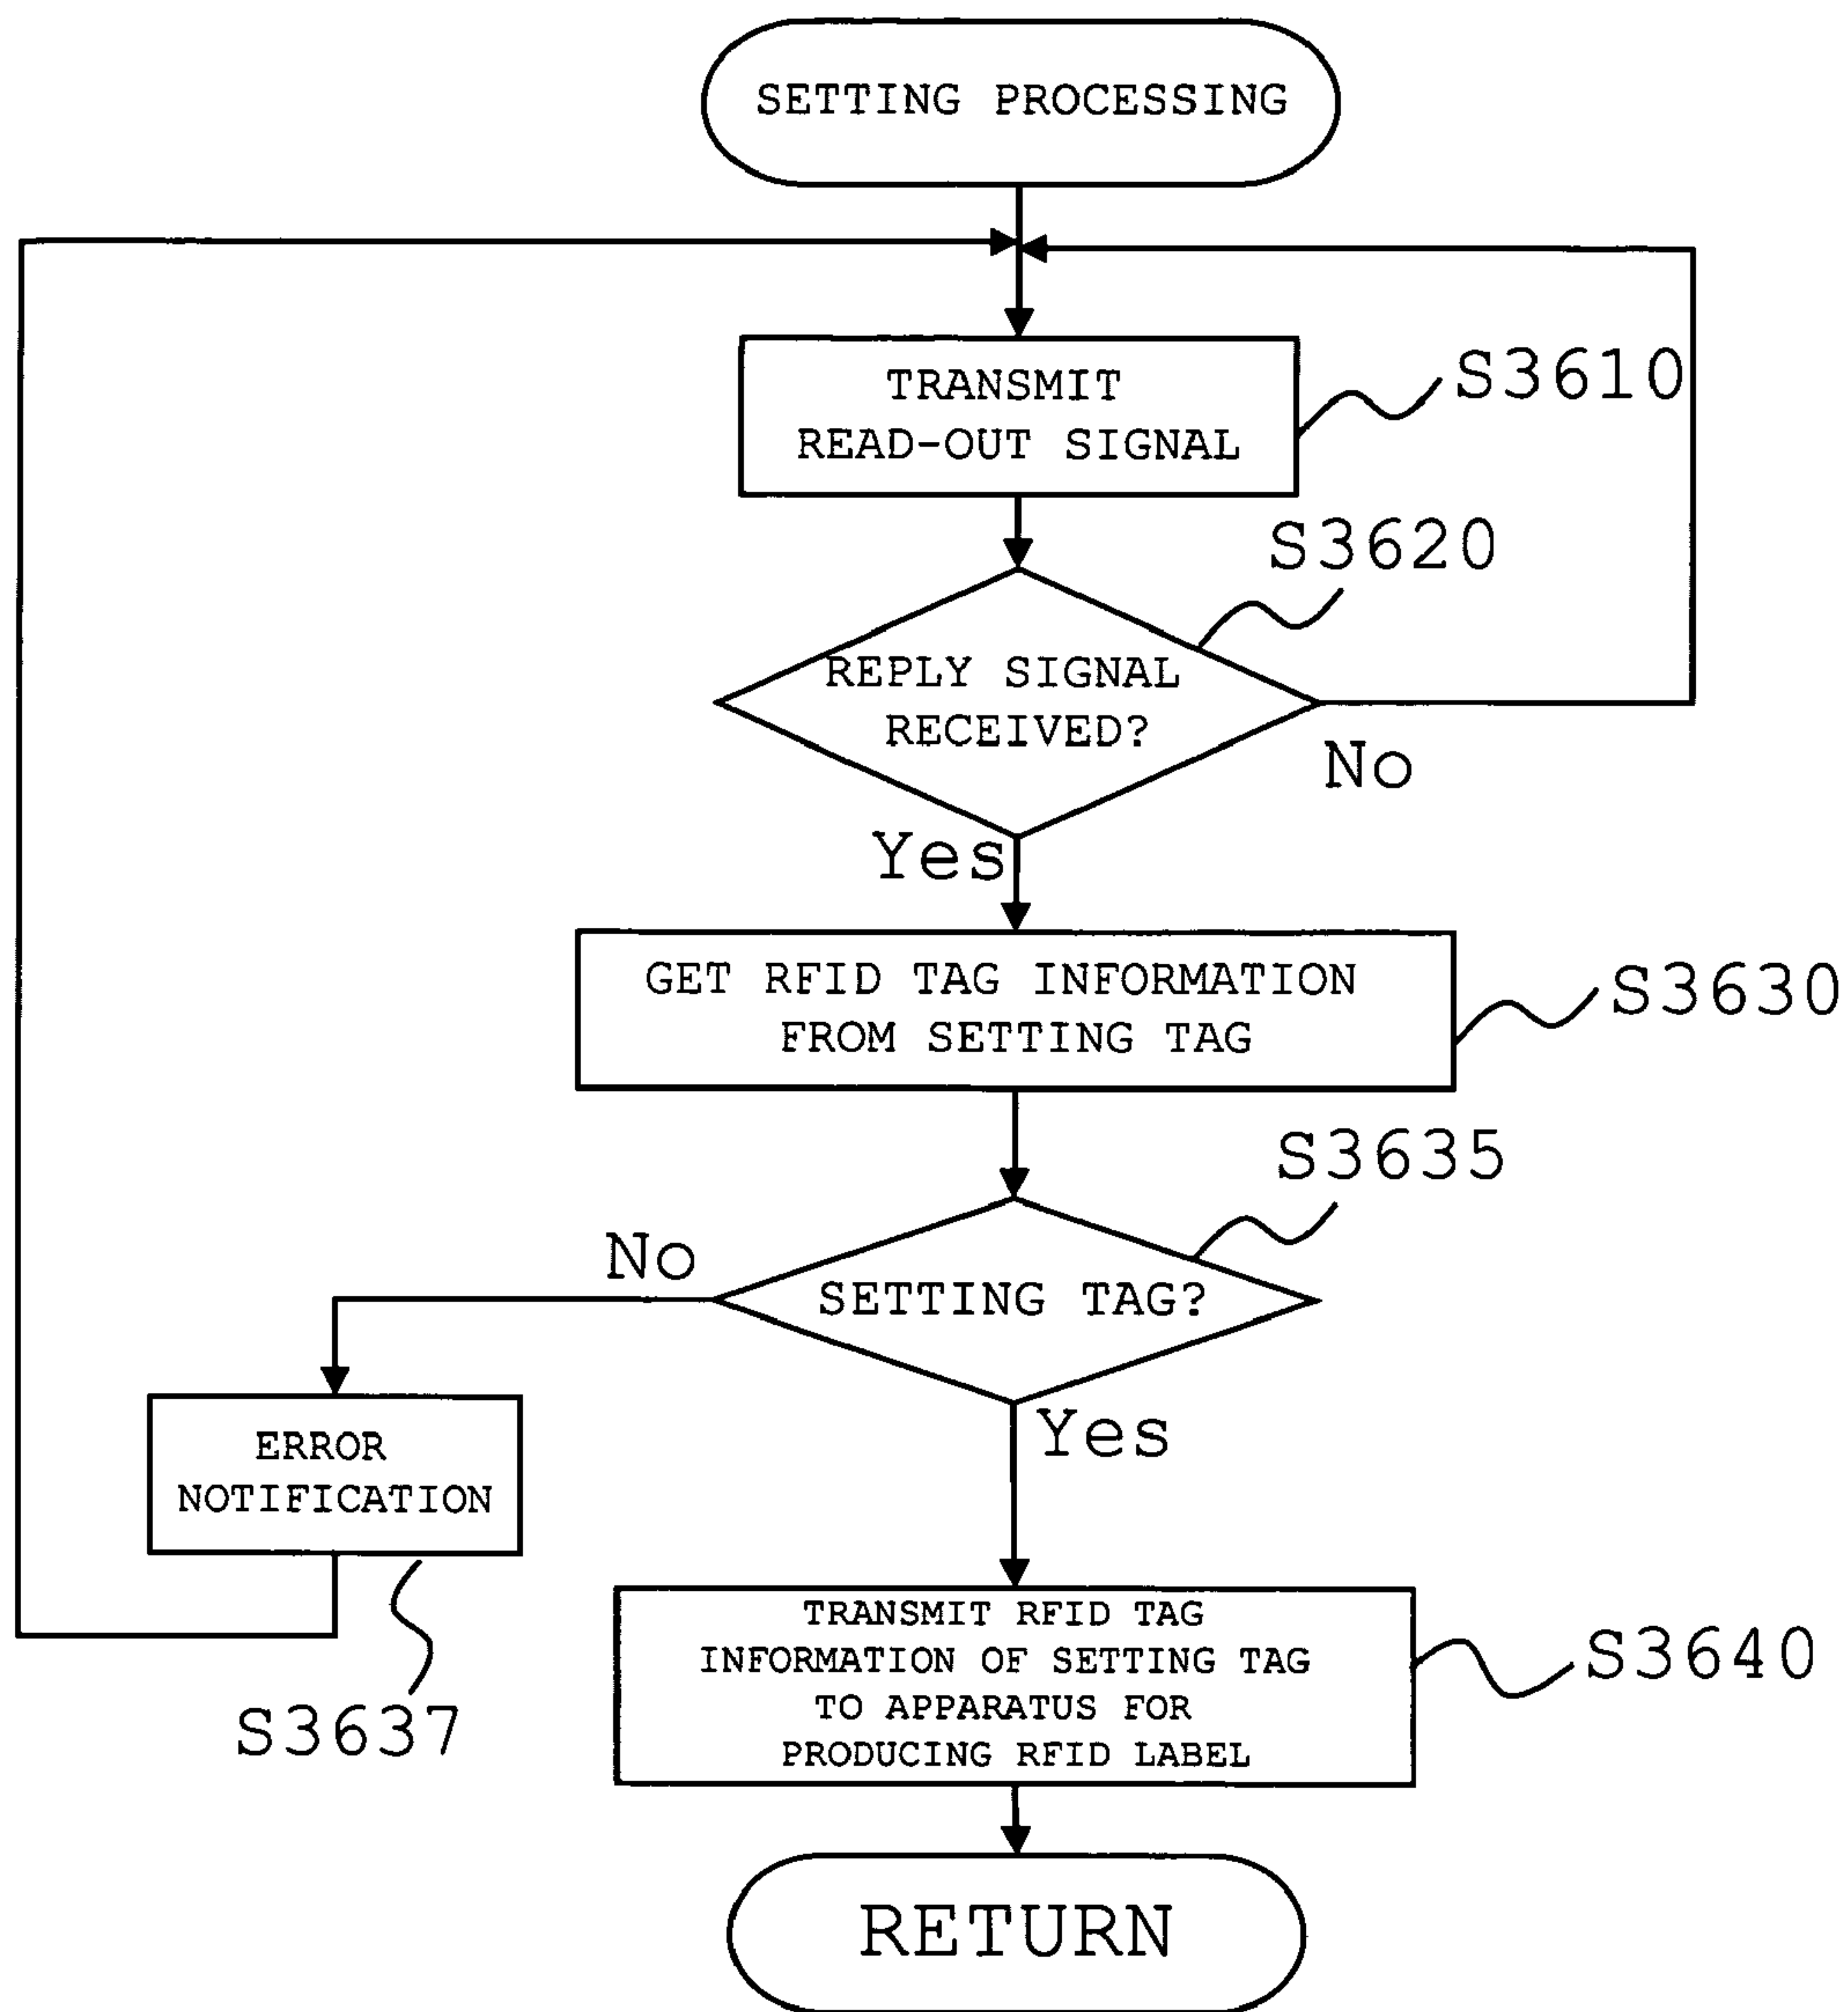 SETTING PROCESSING
TRANSMIT
READ-OUT SIGNAL
S3610
S3620
REPLY SIGNAL
RECEIVED?
No
Yes
GET RFID TAG INFORMATION
FROM SETTING TAG
S3630
S3635
No
SETTING TAG?
Yes
ERROR
NOTIFICATION
S3637
TRANSMIT RFID TAG
INFORMATION OF SETTING TAG
TO APPARATUS FOR
PRODUCING RFID LABEL
S3640
RETURN